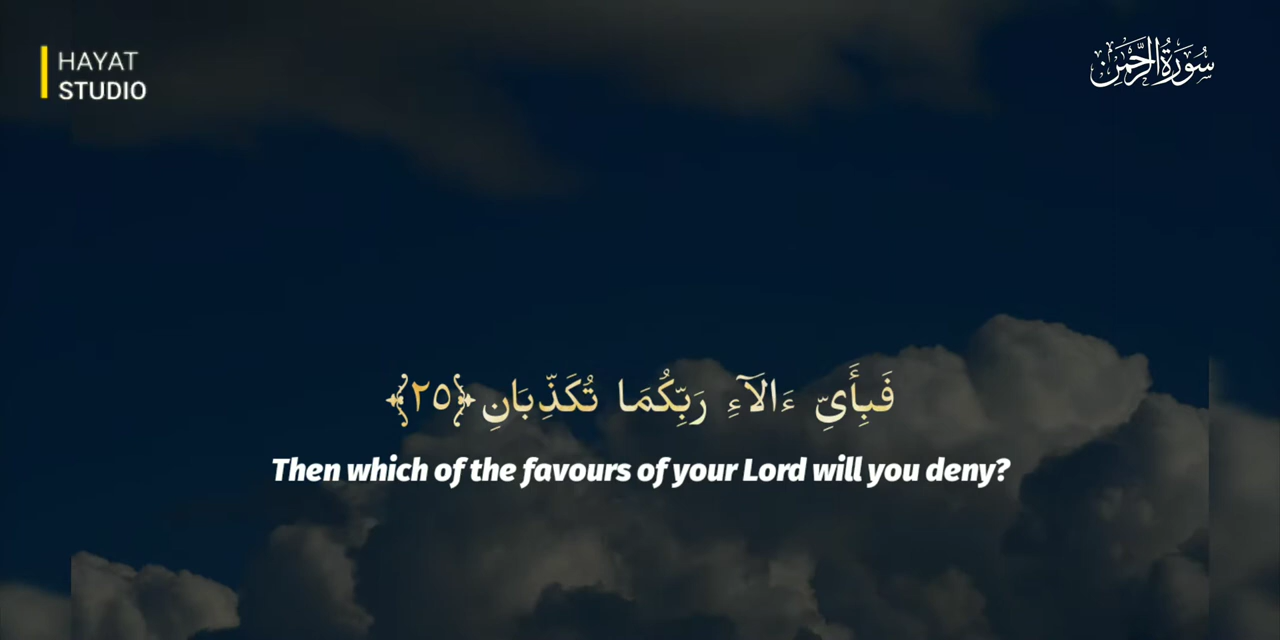 HAYAT
STUDIO
سُورَةُ الرَّحْمَٰن
فَبِأَىِّ ءَالَآءِ رَبِّكُمَا تُكَذِّبَانِ ﴿٢٥﴾
Then which of the favours of your Lord will you deny?